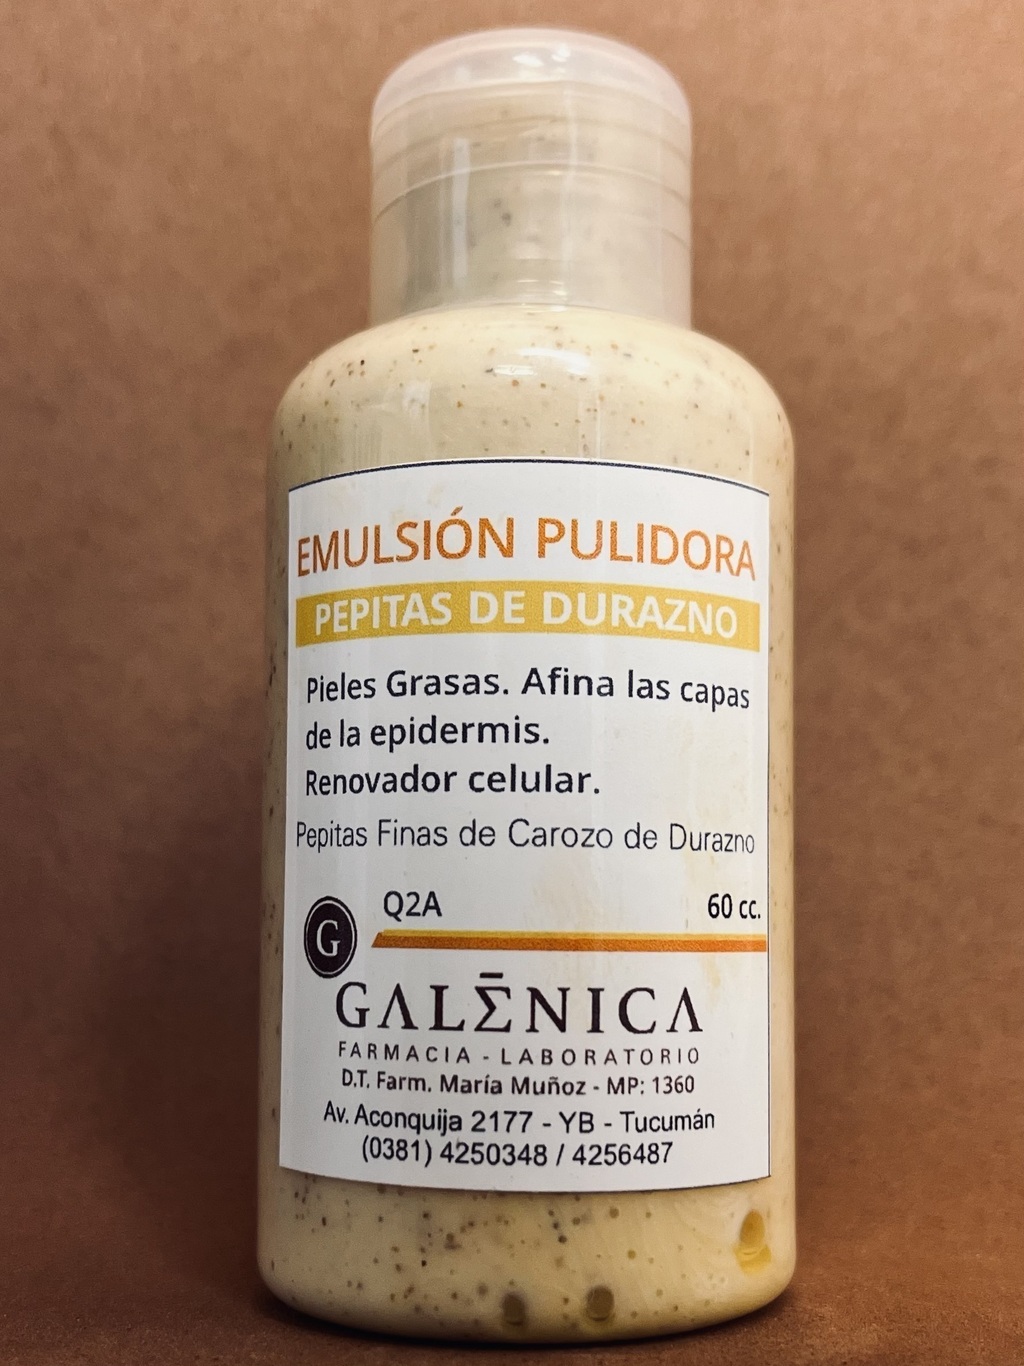 EMULSIÓN PULIDORA
PEPITAS DE DURAZNO
Pieles Grasas. Afina las capas
de la epidermis.
Renovador celular.
Pepitas Finas de Carozo de Durazno
Q2A 60 cc.
G
GALĒNICA
FARMACIA - LABORATORIO
D.T. Farm. María Muñoz - MP: 1360
Av. Aconquija 2177 - YB - Tucumán
(0381) 4250348 / 4256487